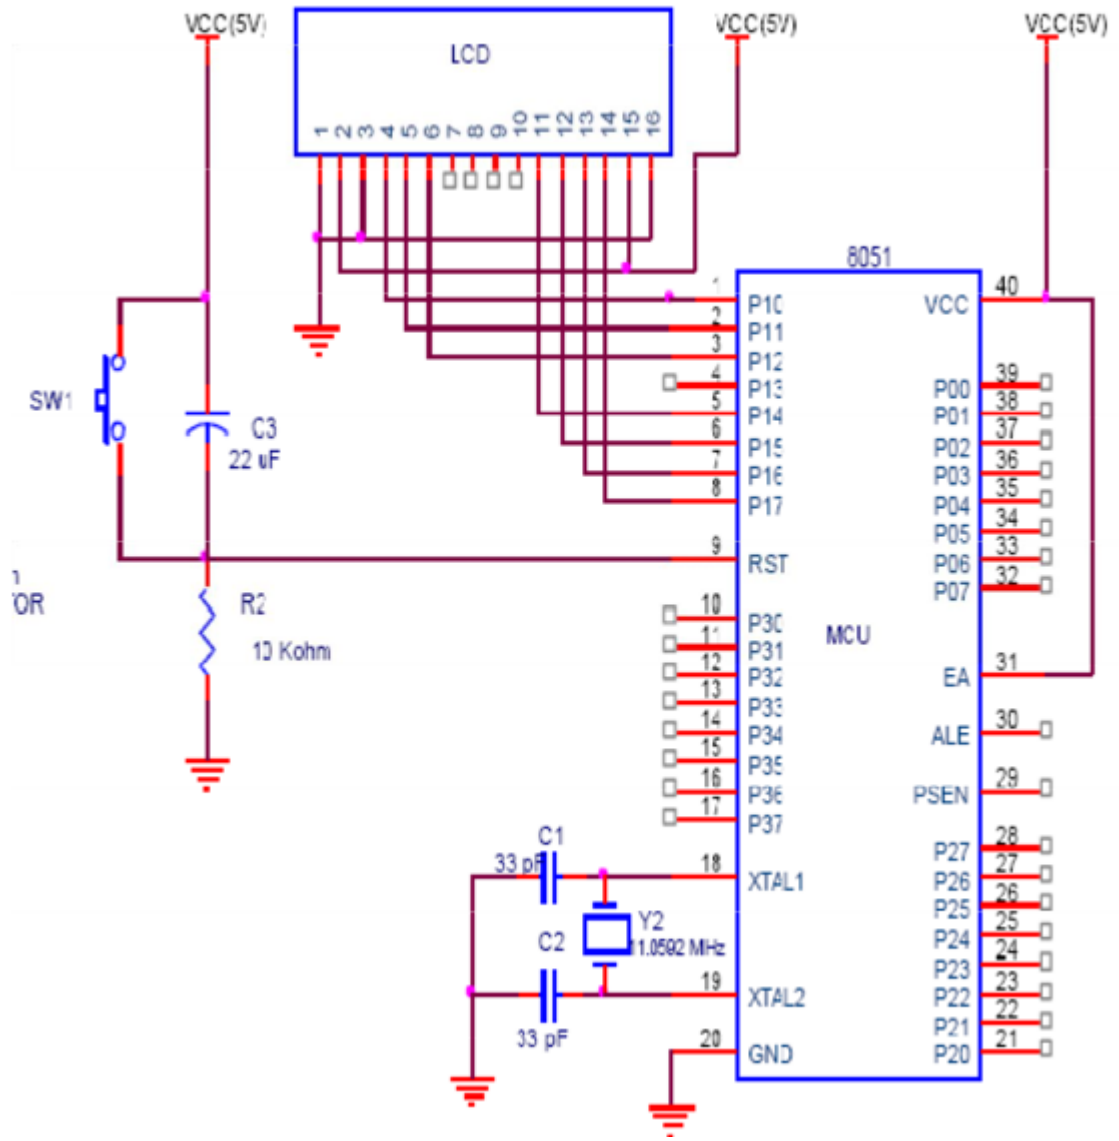 VCC(5V)
VCC(5V)
VCC(5V)
LCD
1 2 3 4 5 6 7 8 9 10 11 12 13 14 15 16
8051
1 P10
2 P11
3 P12
4 P13
5 P14
6 P15
7 P16
8 P17
9 RST
10 P30
11 P31
12 P32
13 P33
14 P34
15 P35
16 P36
17 P37
18 XTAL1
19 XTAL2
20 GND
MCU
VCC 40
P00 39
P01 38
P02 37
P03 36
P04 35
P05 34
P06 33
P07 32
EA 31
ALE 30
PSEN 29
P27 28
P26 27
P25 26
P24 25
P23 24
P22 23
P21 22
P20 21
SW1
C3
22 uF
R2
10 Kohm
C1
33 pF
Y2
11.0592 MHz
C2
33 pF